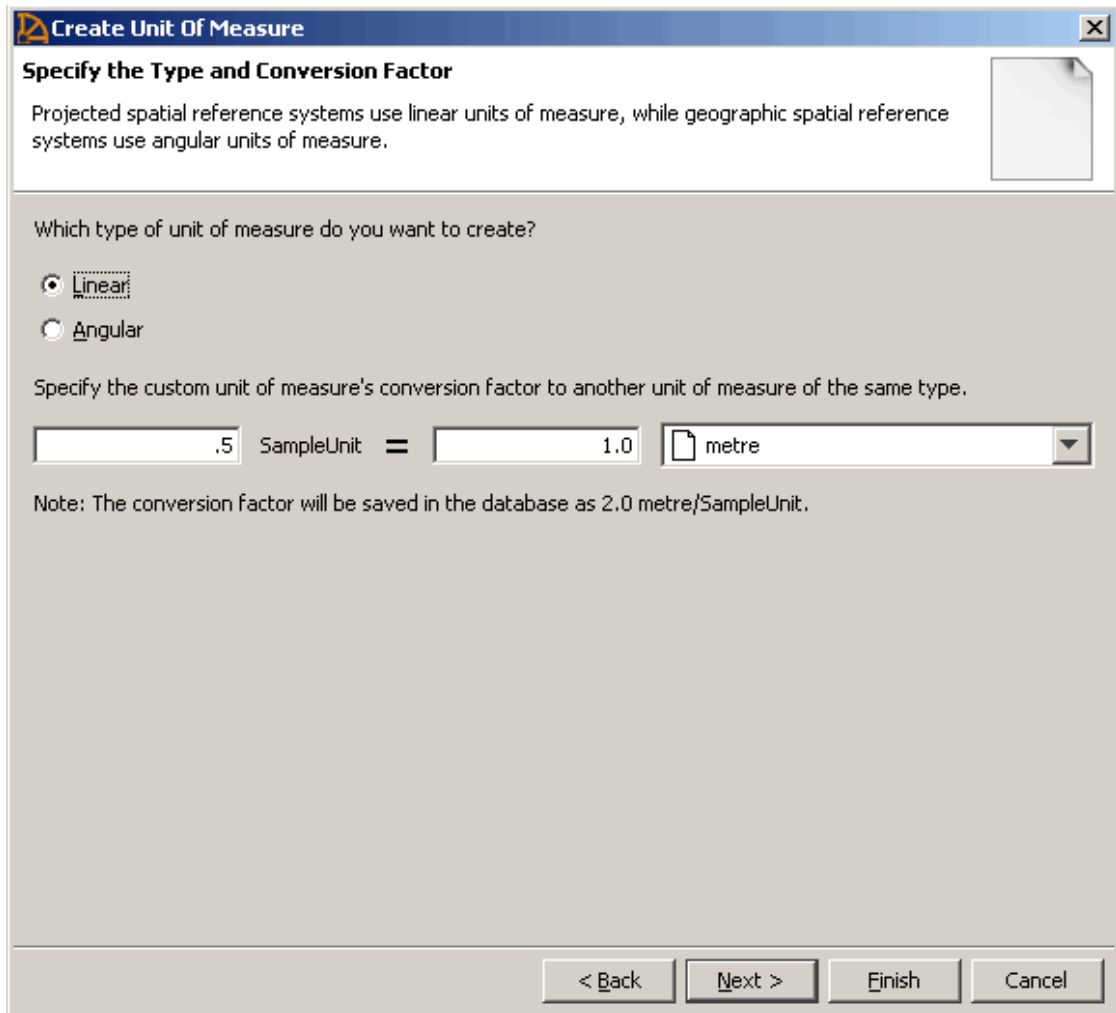 Create Unit Of Measure
Specify the Type and Conversion Factor
Projected spatial reference systems use linear units of measure, while geographic spatial reference
systems use angular units of measure.
Which type of unit of measure do you want to create?
Linear
Angular
Specify the custom unit of measure's conversion factor to another unit of measure of the same type.
.5 SampleUnit = 1.0 metre
Note: The conversion factor will be saved in the database as 2.0 metre/SampleUnit.
< Back Next > Finish Cancel